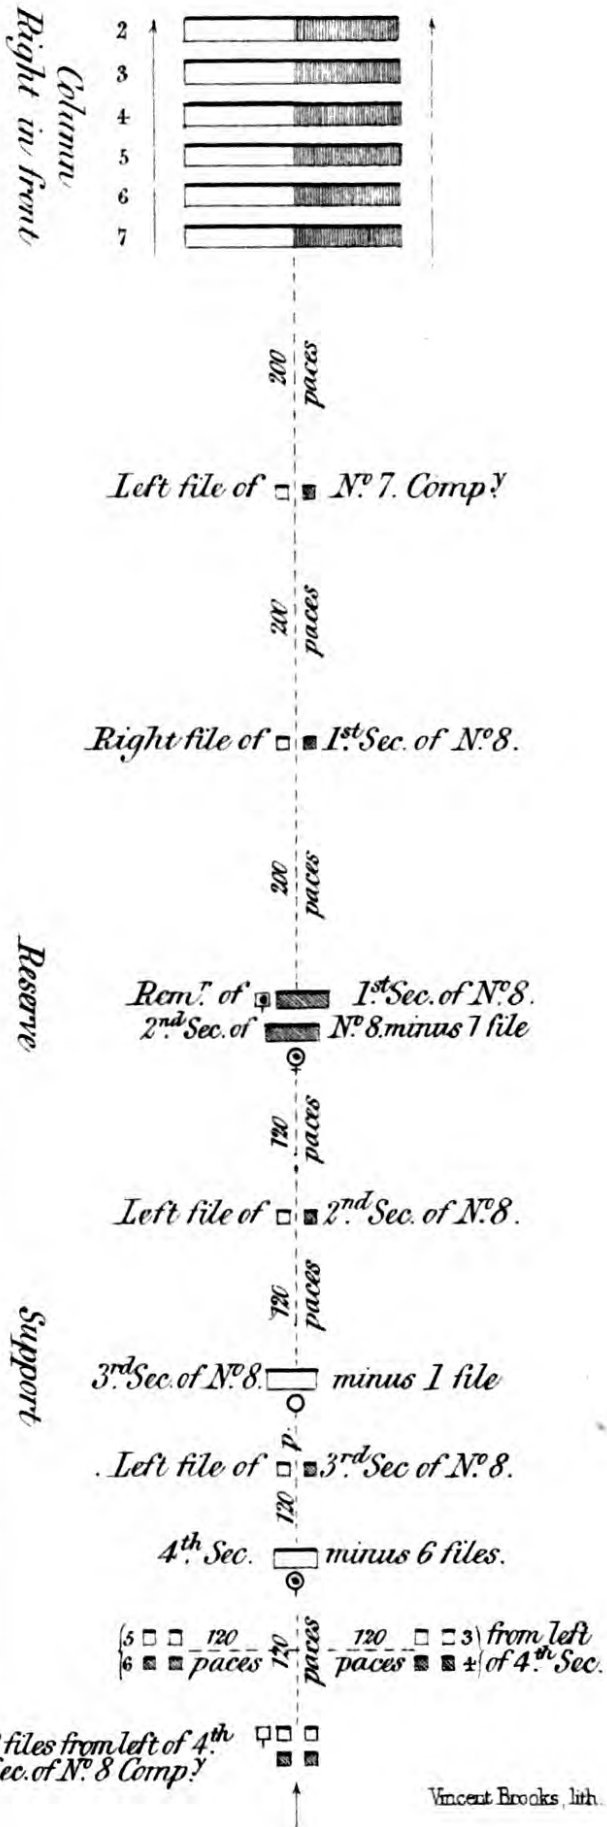 Column
Right in front
2
3
4
5
6
7
200 paces
Left file of No 7. Compy
200 paces
Right file of 1st Sec. of No 8.
200 paces
Reserve
Remr of 1st Sec. of No 8.
2nd Sec. of No 8. minus 1 file
120 paces
Left file of 2nd Sec. of No 8.
120 paces
Support
3rd Sec. of No 8. minus 1 file
p.
Left file of 3rd Sec of No 8.
120
4th Sec. minus 6 files.
5 120 120 3 from left
6 paces 120 paces paces 4 of 4th Sec.
files from left of 4th
ec. of No 8 Compy
Vincent Brooks, lith.